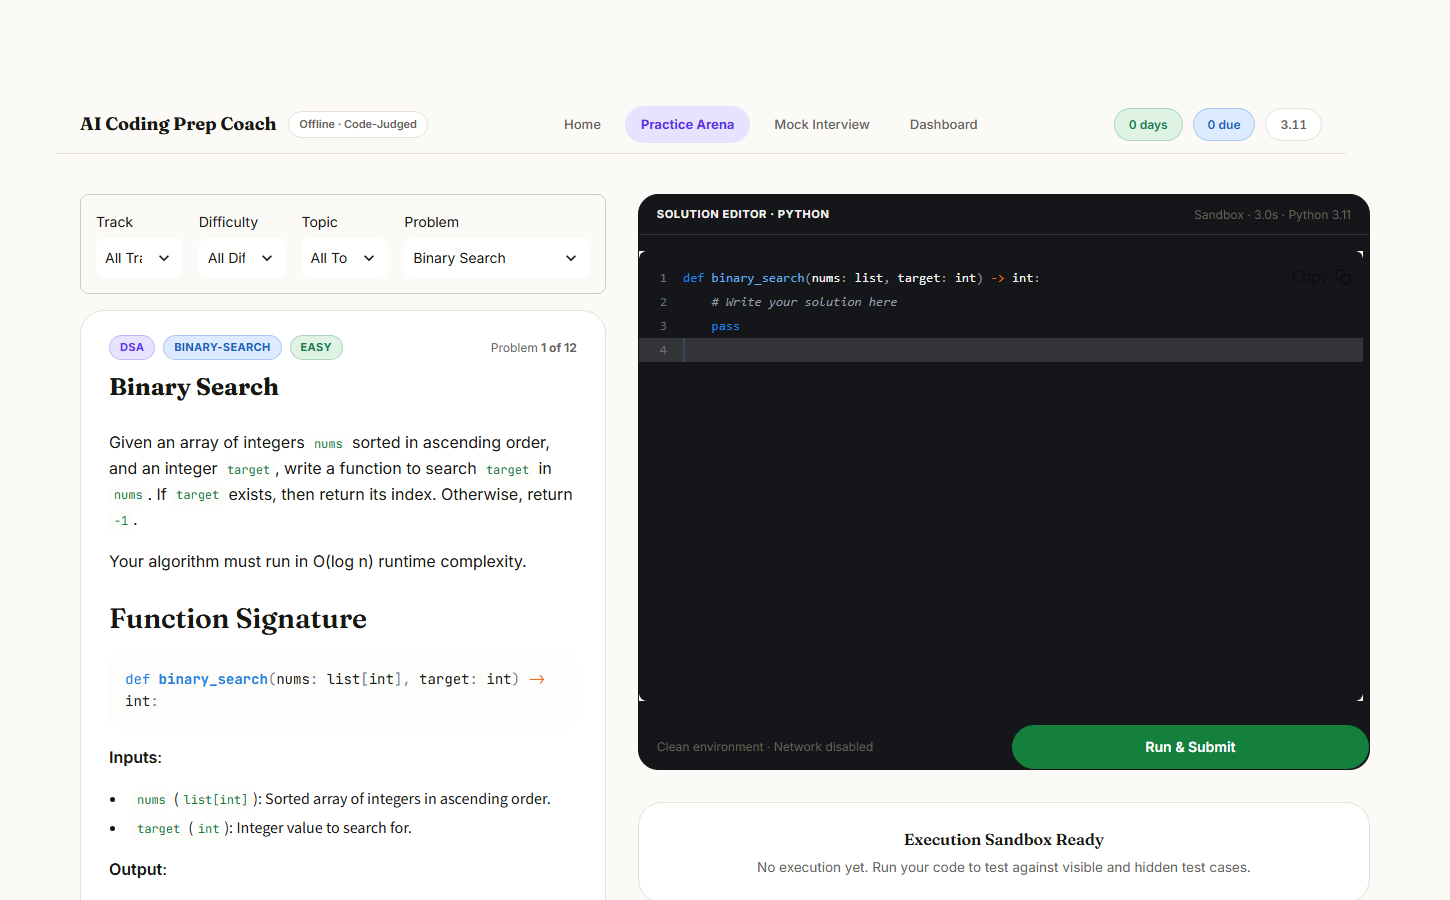 AI Coding Prep Coach
Offline · Code-Judged
Home
Practice Arena
Mock Interview
Dashboard
0 days
0 due
3.11
Track
Difficulty
Topic
Problem
All Tra
All Dif
All To
Binary Search
DSA
BINARY-SEARCH
EASY
Problem 1 of 12
Binary Search
Given an array of integers nums sorted in ascending order,
and an integer target , write a function to search target in
nums . If target exists, then return its index. Otherwise, return
-1 .
Your algorithm must run in O(log n) runtime complexity.
Function Signature
def binary_search(nums: list[int], target: int) ->
int:
Inputs:
• nums ( list[int] ): Sorted array of integers in ascending order.
• target ( int ): Integer value to search for.
Output:
SOLUTION EDITOR · PYTHON
Sandbox · 3.0s · Python 3.11
Copy
1 def binary_search(nums: list, target: int) -> int:
2 # Write your solution here
3 pass
4
Clean environment · Network disabled
Run & Submit
Execution Sandbox Ready
No execution yet. Run your code to test against visible and hidden test cases.